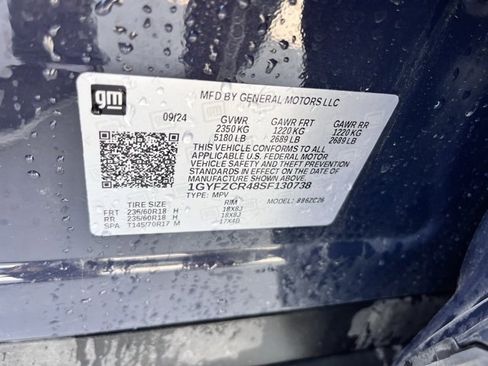 gm
MFD BY GENERAL MOTORS LLC
09/24 GVWR GAWR FRT GAWR RR
2350 KG 1220 KG 1220 KG
5180 LB 2689 LB 2689 LB
THIS VEHICLE CONFORMS TO ALL
APPLICABLE U.S. FEDERAL MOTOR
VEHICLE SAFETY AND THEFT PREVENTION
STANDARDS IN EFFECT ON THE DATE OF
MANUFACTURE SHOWN ABOVE.
1GYFZCR48SF130738
TYPE: MPV MODEL: 896ZC26
TIRE SIZE RIM
FRT 235/60R18 H 18X8J
RR 235/60R18 H 18X8J
SPA T145/70R17 M 17X4D